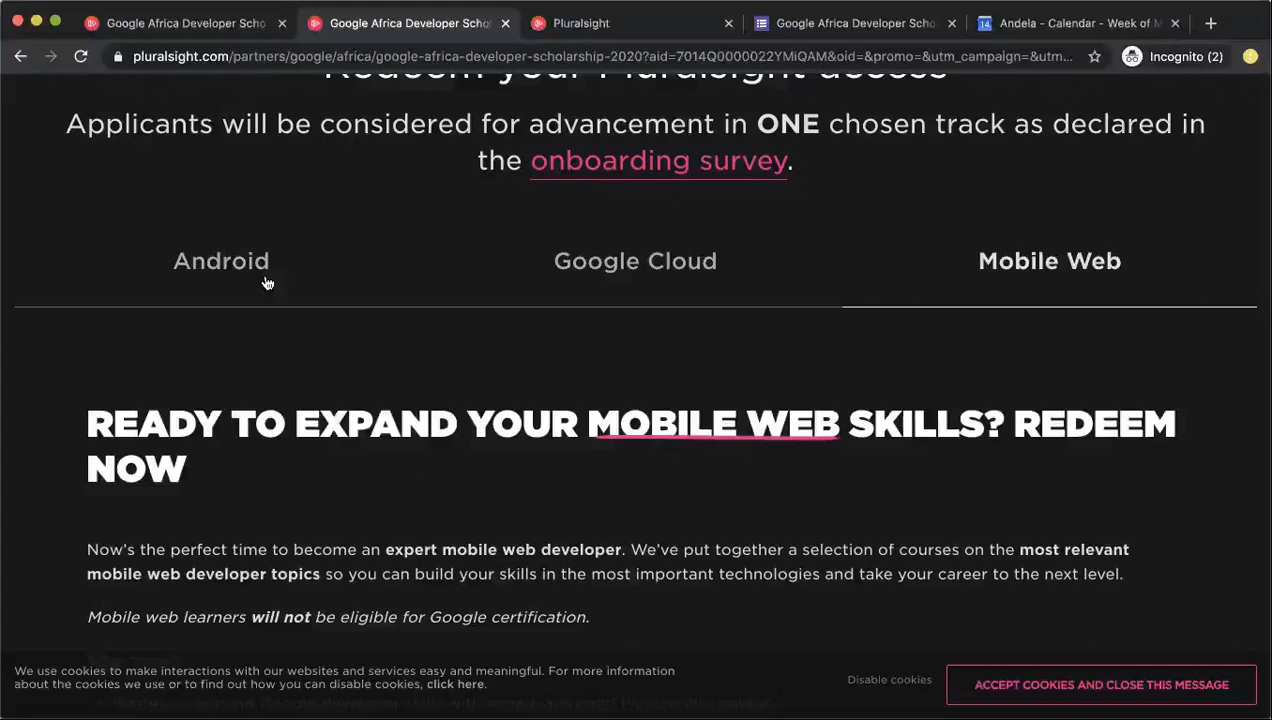 Google Africa Developer Scho
Google Africa Developer Scho
Pluralsight
Google Africa Developer Scho
Andela - Calendar - Week of M
14
pluralsight.com/partners/google/africa/google-africa-developer-scholarship-2020?aid=7014Q0000022YMiQAM&oid=&promo=&utm_campaign=&utm...
Incognito (2)
Redeem your Pluralsight access
Applicants will be considered for advancement in ONE chosen track as declared in
the onboarding survey.
Android
Google Cloud
Mobile Web
READY TO EXPAND YOUR MOBILE WEB SKILLS? REDEEM
NOW
Now's the perfect time to become an expert mobile web developer. We've put together a selection of courses on the most relevant
mobile web developer topics so you can build your skills in the most important technologies and take your career to the next level.
Mobile web learners will not be eligible for Google certification.
We use cookies to make interactions with our websites and services easy and meaningful. For more information
about the cookies we use or to find out how you can disable cookies, click here.
Disable cookies
ACCEPT COOKIES AND CLOSE THIS MESSAGE